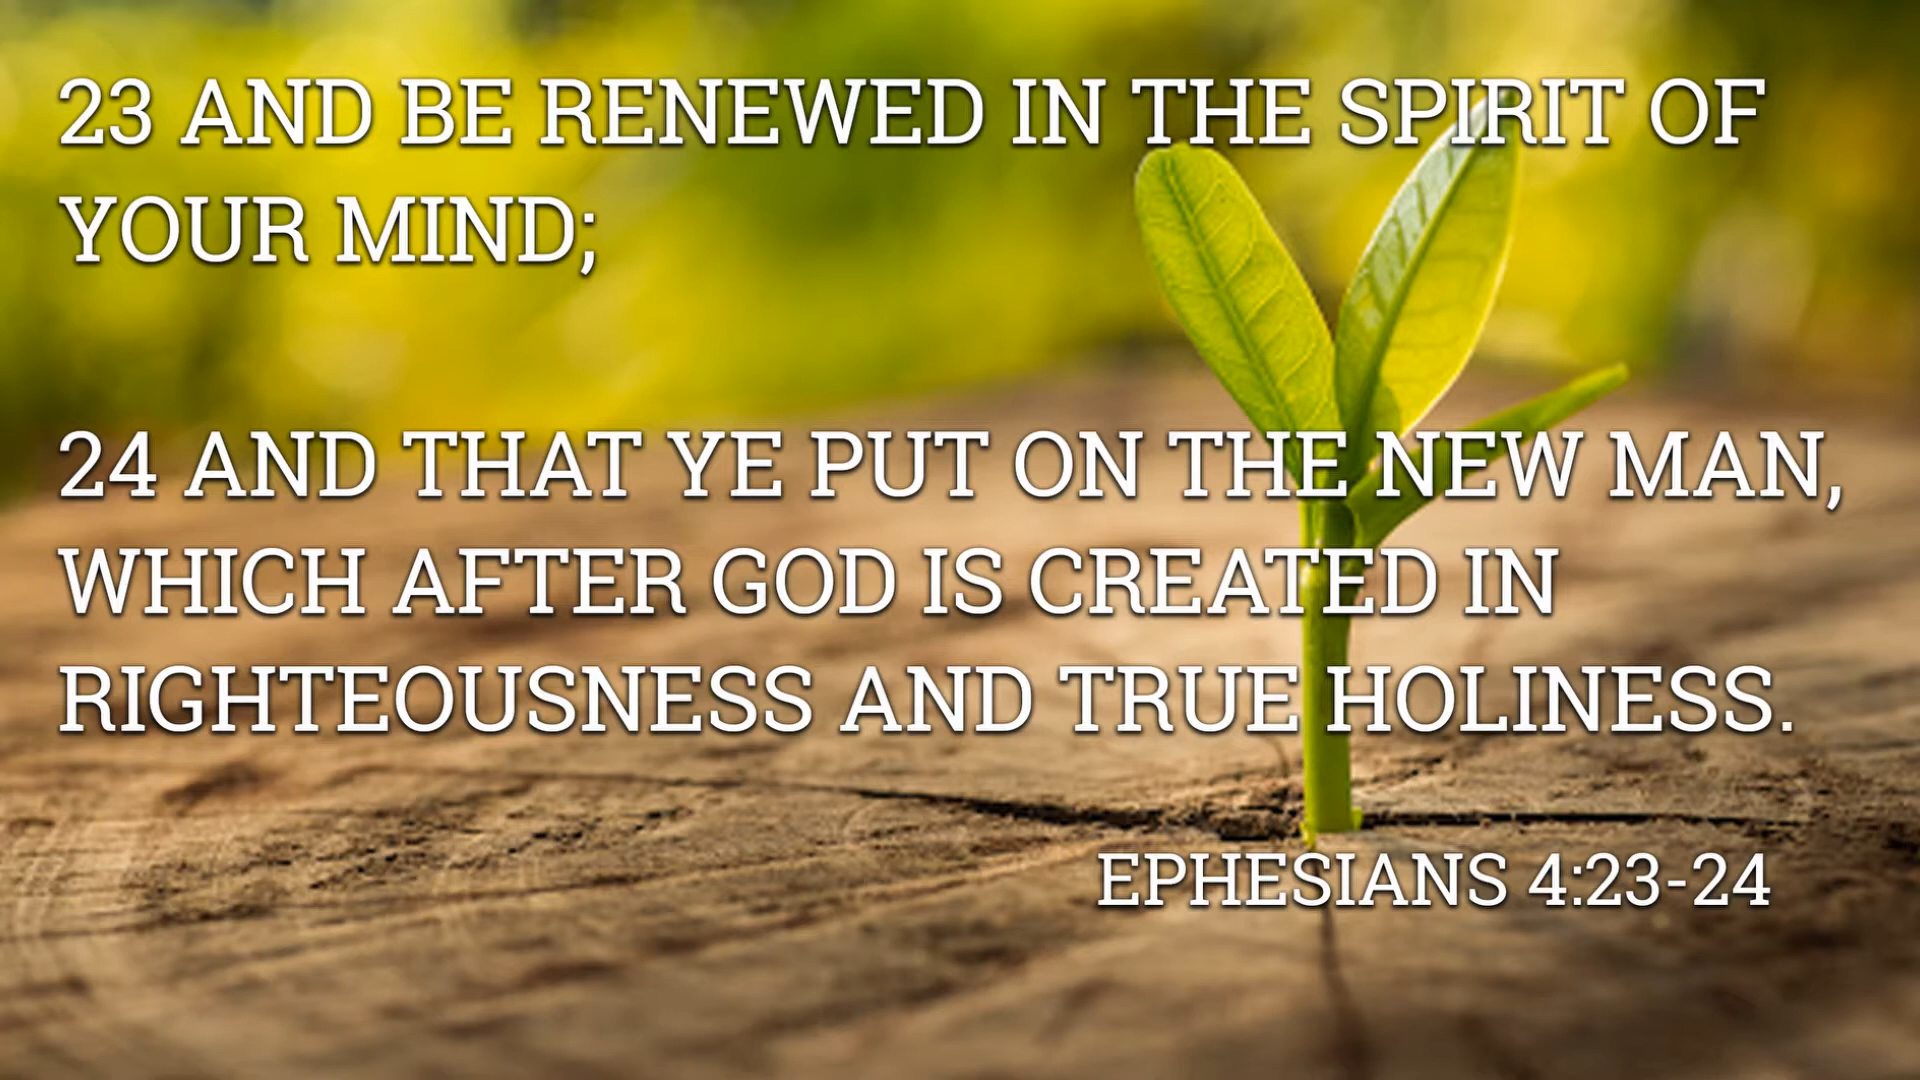 23 AND BE RENEWED IN THE SPIRIT OF
YOUR MIND;
24 AND THAT YE PUT ON THE NEW MAN,
WHICH AFTER GOD IS CREATED IN
RIGHTEOUSNESS AND TRUE HOLINESS.
EPHESIANS 4:23-24